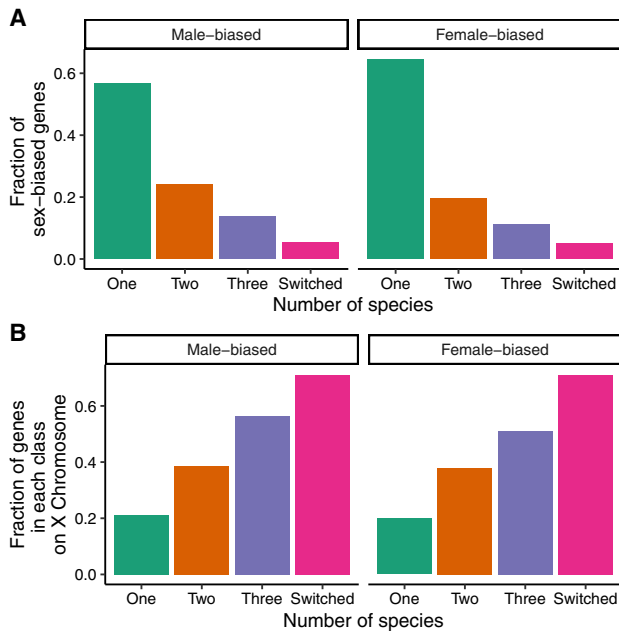 A
Male-biased Female-biased
Fraction of
sex-biased genes
0.6
0.4
0.2
0.0
One Two Three Switched One Two Three Switched
Number of species
B
Male-biased Female-biased
Fraction of genes
in each class
on X Chromosome
0.6
0.4
0.2
0.0
One Two Three Switched One Two Three Switched
Number of species